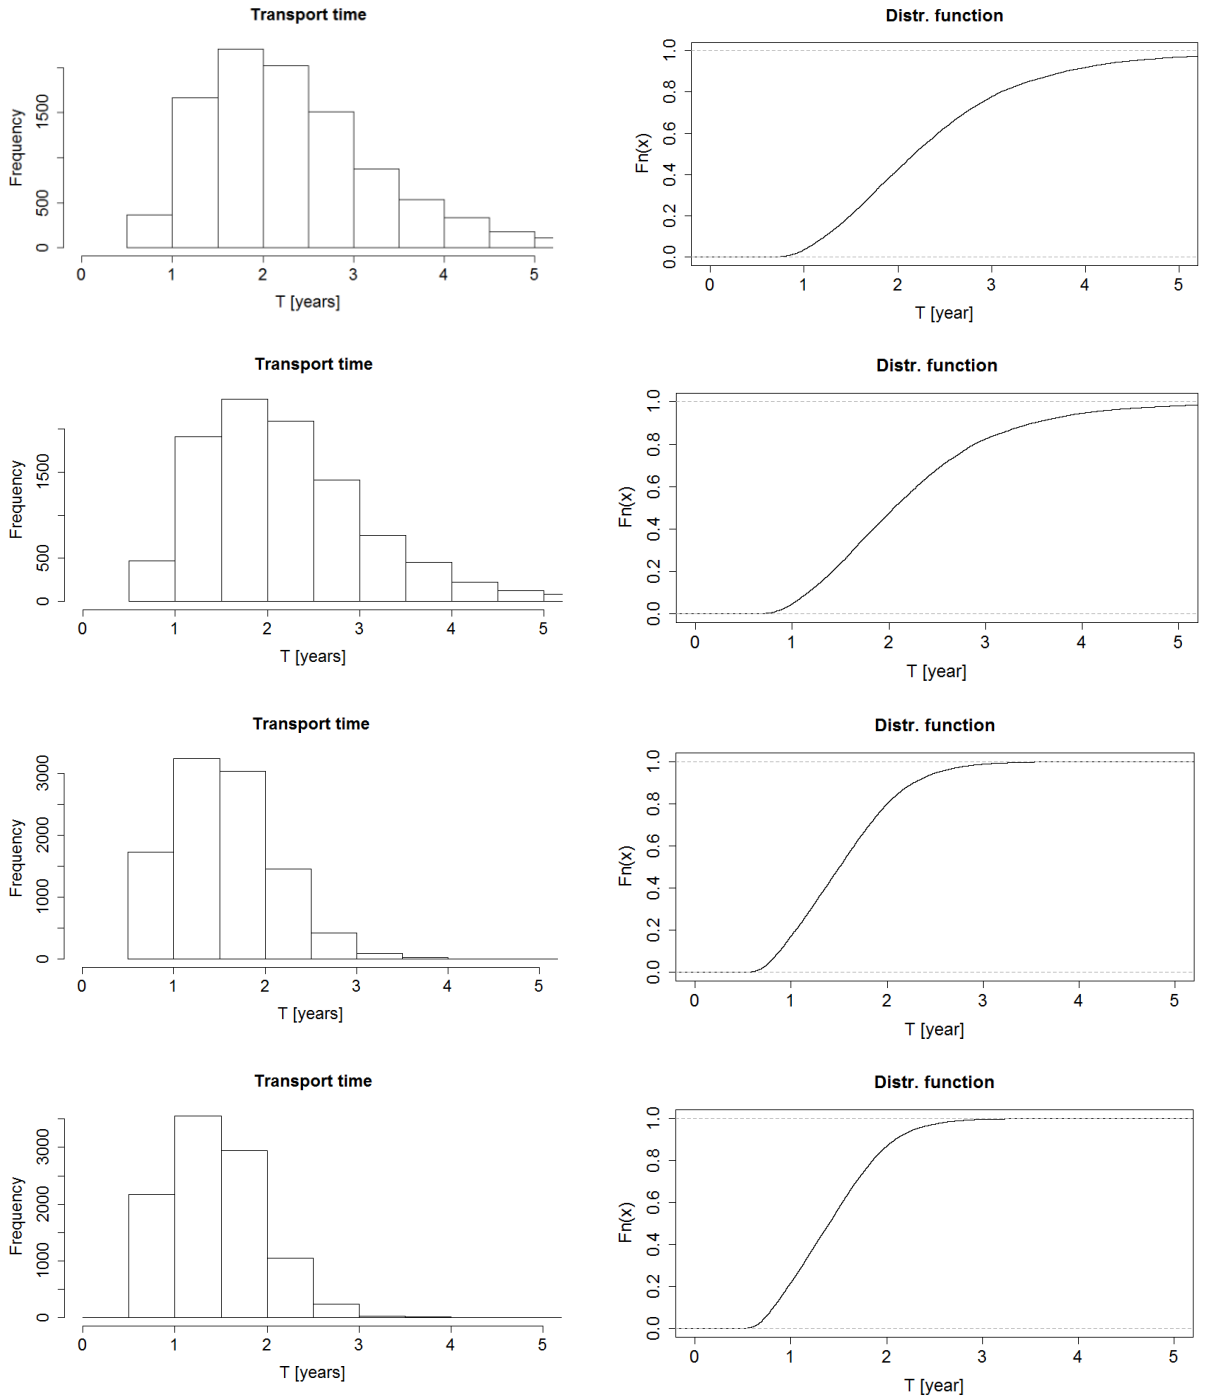 Transport time
Distr. function
Frequency
0
500
1500
0 1 2 3 4 5
T [years]
Fn(x)
0.0 0.2 0.4 0.6 0.8 1.0
0 1 2 3 4 5
T [year]
Transport time
Distr. function
Frequency
0
500
1500
0 1 2 3 4 5
T [years]
Fn(x)
0.0 0.2 0.4 0.6 0.8 1.0
0 1 2 3 4 5
T [year]
Transport time
Distr. function
Frequency
0 1000 2000 3000
0 1 2 3 4 5
T [years]
Fn(x)
0.0 0.2 0.4 0.6 0.8 1.0
0 1 2 3 4 5
T [year]
Transport time
Distr. function
Frequency
0 1000 2000 3000
0 1 2 3 4 5
T [years]
Fn(x)
0.0 0.2 0.4 0.6 0.8 1.0
0 1 2 3 4 5
T [year]